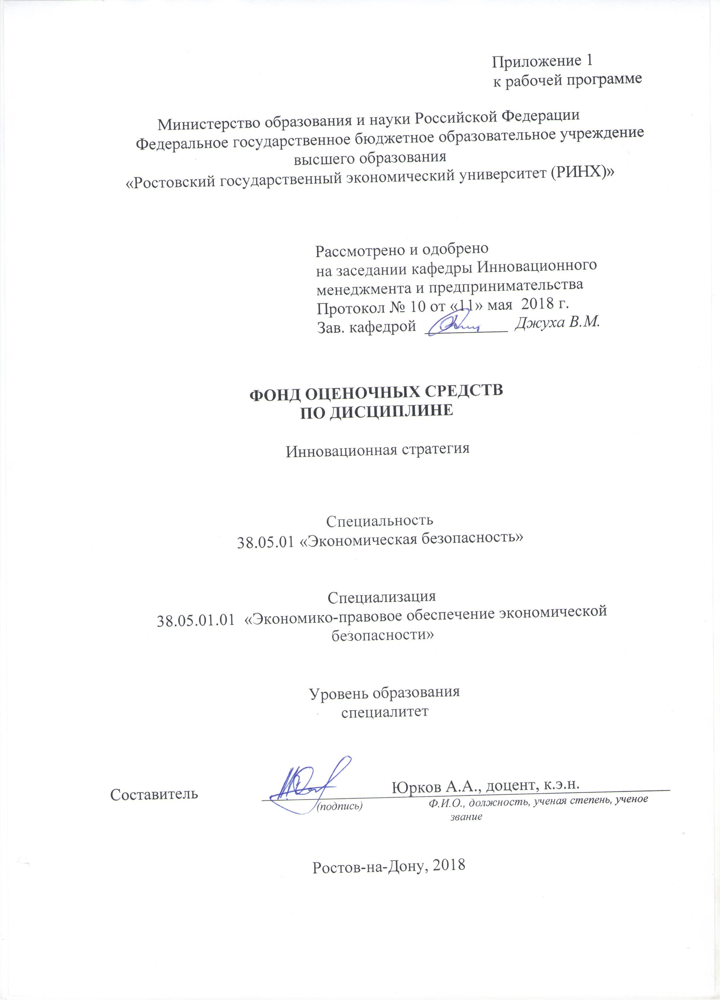 Приложение 1
к рабочей программе
Министерство образования и науки Российской Федерации
Федеральное государственное бюджетное образовательное учреждение
высшего образования
«Ростовский государственный экономический университет (РИНХ)»
Рассмотрено и одобрено
на заседании кафедры Инновационного
менеджмента и предпринимательства
Протокол № 10 от «11» мая 2018 г.
Зав. кафедрой Джуха В.М.
ФОНД ОЦЕНОЧНЫХ СРЕДСТВ
ПО ДИСЦИПЛИНЕ
Инновационная стратегия
Специальность
38.05.01 «Экономическая безопасность»
Специализация
38.05.01.01 «Экономико-правовое обеспечение экономической
безопасности»
Уровень образования
специалитет
Составитель Юрков А.А., доцент, к.э.н.
(подпись) Ф.И.О., должность, ученая степень, ученое
звание
Ростов-на-Дону, 2018